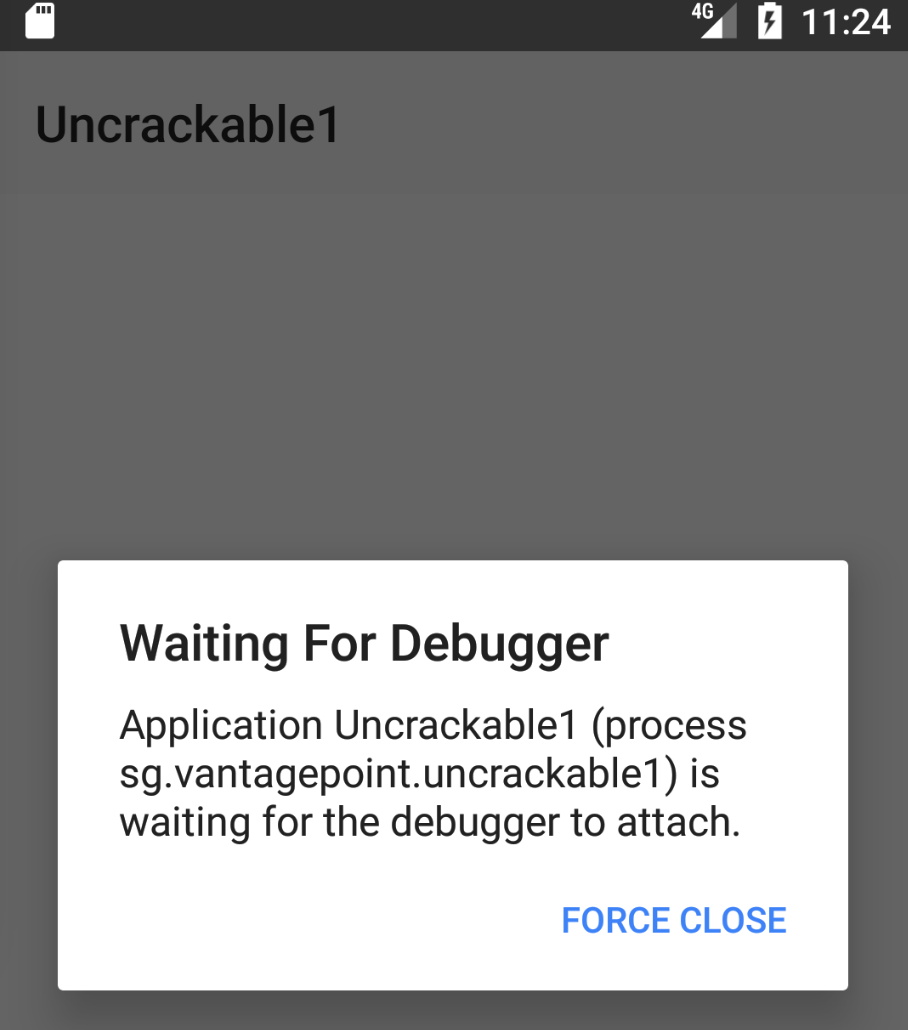 4G 11:24
Uncrackable1
Waiting For Debugger
Application Uncrackable1 (process
sg.vantagepoint.uncrackable1) is
waiting for the debugger to attach.
FORCE CLOSE